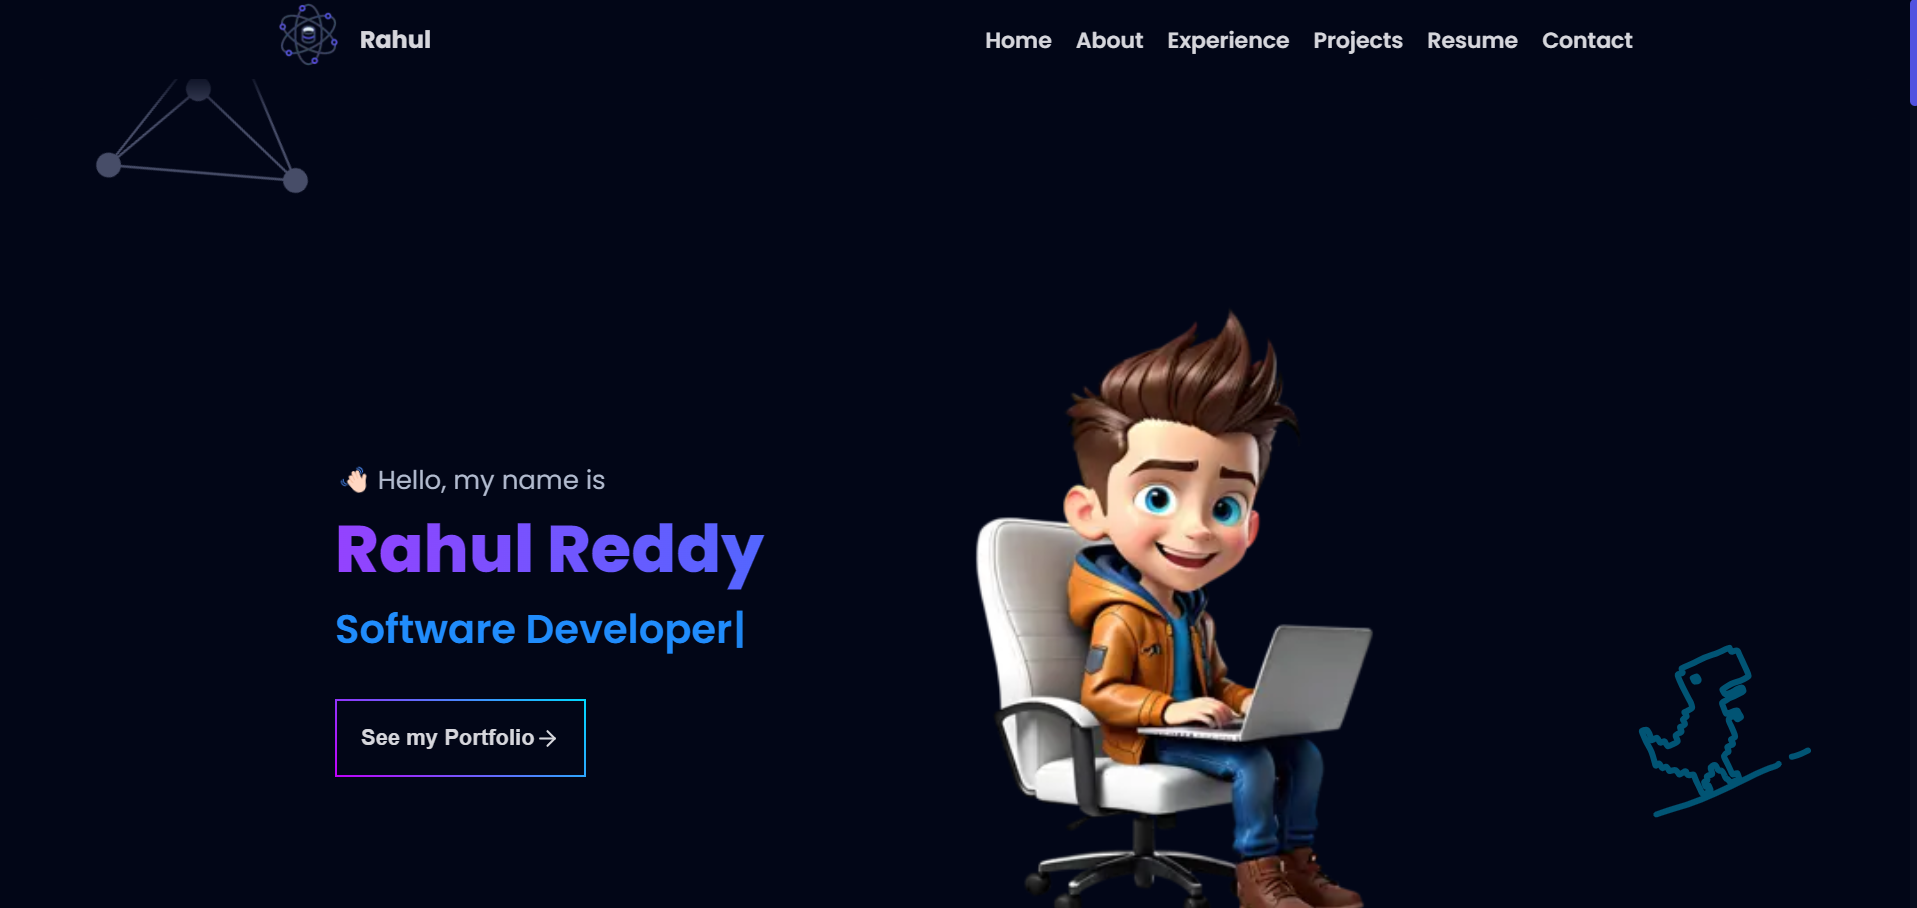 Rahul
Home About Experience Projects Resume Contact
👋🏻 Hello, my name is
Rahul Reddy
Software Developer|
See my Portfolio→